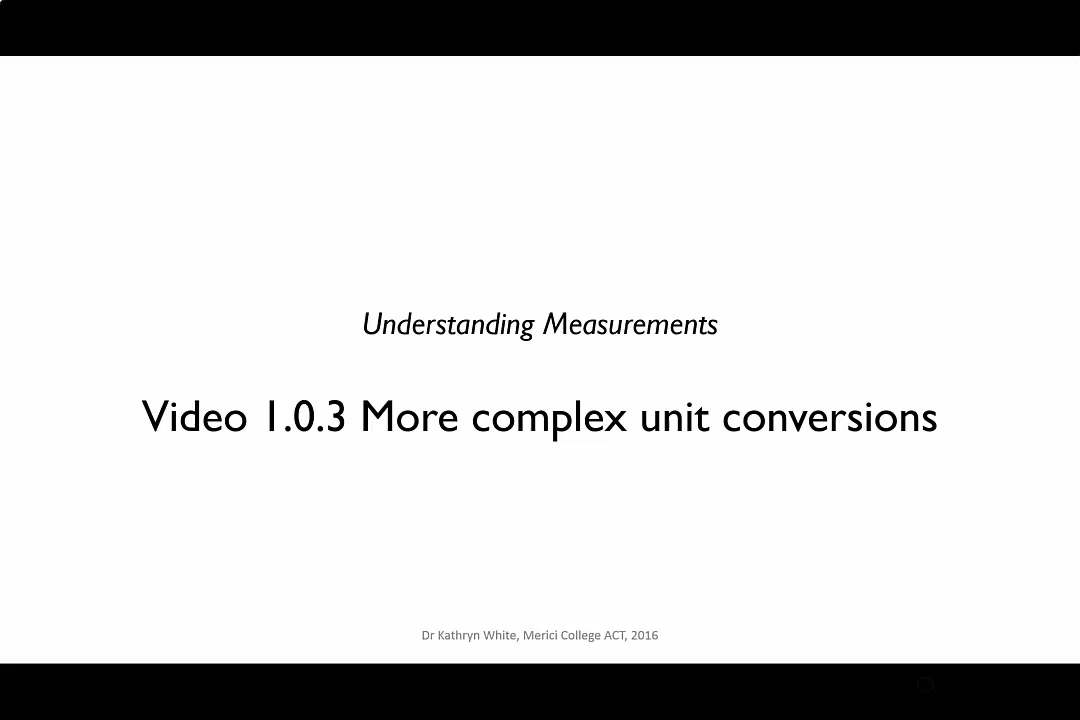 Understanding Measurements
Video 1.0.3 More complex unit conversions
Dr Kathryn White, Merici College ACT, 2016